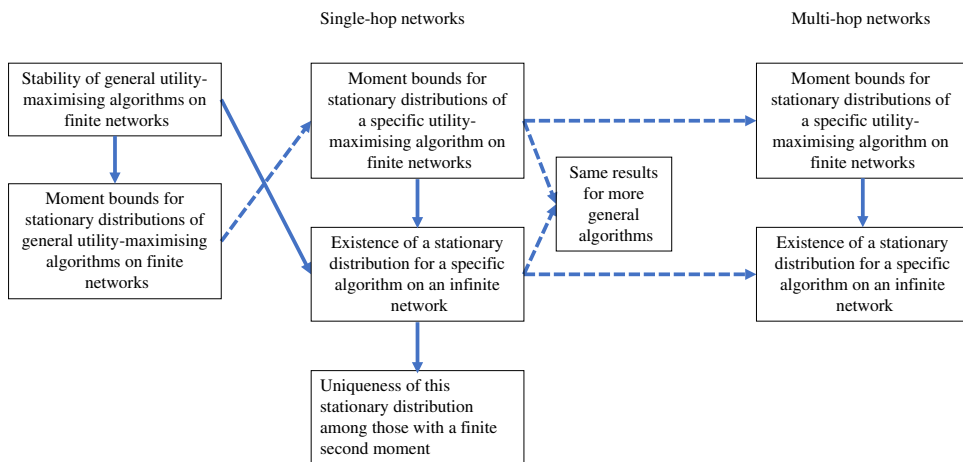 Single-hop networks
Multi-hop networks
Stability of general utility-
maximising algorithms on
finite networks
Moment bounds for
stationary distributions of
general utility-maximising
algorithms on finite
networks
Moment bounds for
stationary distributions of
a specific utility-
maximising algorithm on
finite networks
Existence of a stationary
distribution for a specific
algorithm on an infinite
network
Uniqueness of this
stationary distribution
among those with a finite
second moment
Same results
for more
general
algorithms
Moment bounds for
stationary distributions of
a specific utility-
maximising algorithm on
finite networks
Existence of a stationary
distribution for a specific
algorithm on an infinite
network